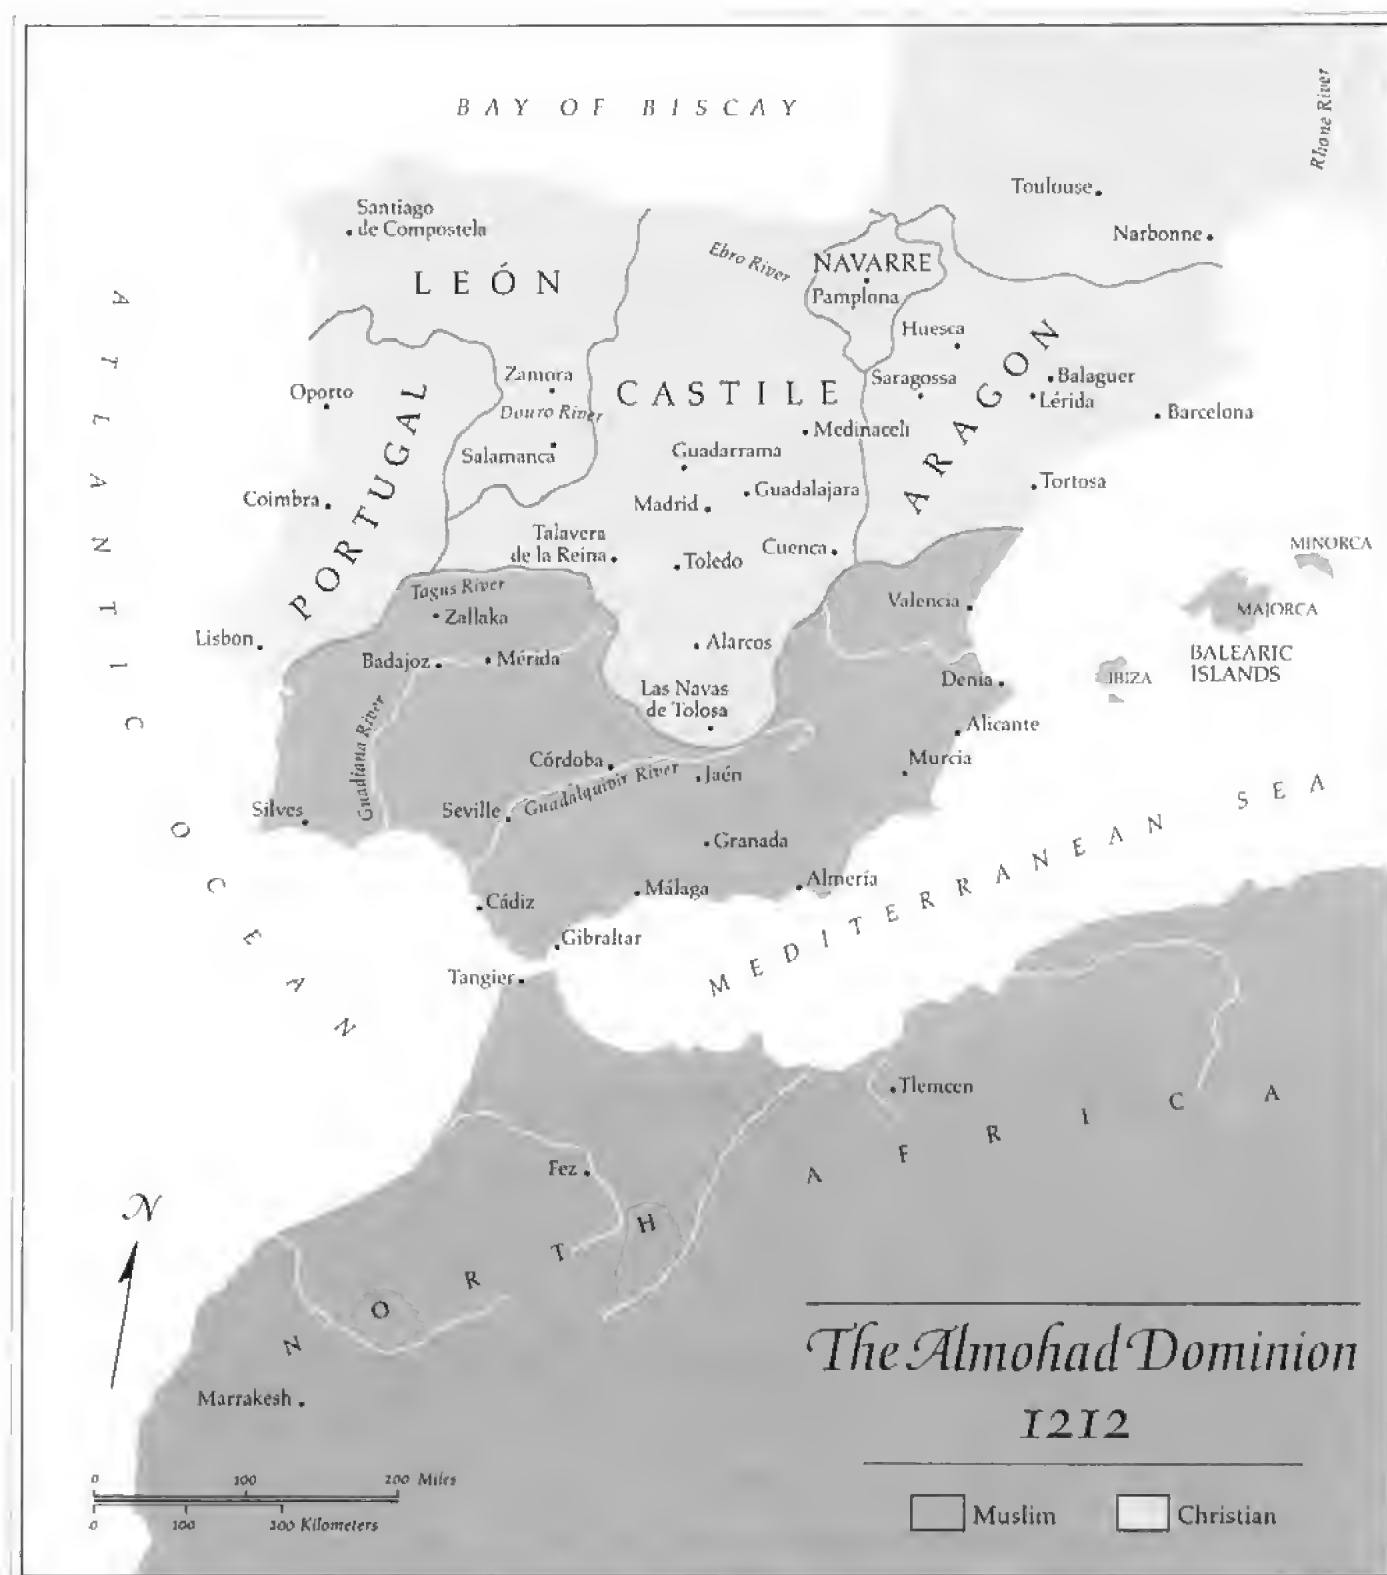 BAY OF BISCAY
Rhone River
Toulouse
Narbonne
Santiago
de Compostela
LEÓN
Ebro River
NAVARRE
Pamplona
Huesca
ATLANTIC OCEAN
Zamora
Oporto
Douro River
CASTILE
Saragossa
Balaguer
Lérida
Barcelona
ARAGON
PORTUGAL
Medinaceli
Salamanca
Guadarrama
Guadalajara
Madrid
Tortosa
Coimbra
Talavera
de la Reina
Toledo
Cuenca
MINORCA
Tagus River
Zallaka
Valencia
MAJORCA
Lisbon
Badajoz
Mérida
Alarcos
BALEARIC
ISLANDS
IBIZA
Denia
Las Navas
de Tolosa
Guadiana River
Alicante
Córdoba
Guadalquivir River
Jaén
Murcia
Silves
Seville
Granada
MEDITERRANEAN SEA
Cádiz
Málaga
Almería
Gibraltar
Tangier
Tlemcen
NORTH AFRICA
Fez
N
Marrakesh
The Almohad Dominion
1212
0 100 200 Miles
0 100 200 Kilometers
Muslim
Christian